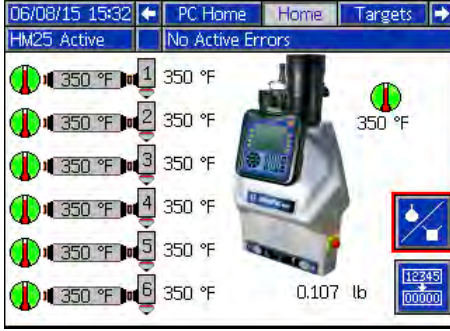 06/08/15 15:32 PC Home Home Targets
HM25 Active No Active Errors
350 °F 1 350 °F
350 °F 2 350 °F
350 °F 3 350 °F
350 °F 4 350 °F
350 °F 5 350 °F
350 °F 6 350 °F
350 °F
0.107 lb
12345
00000